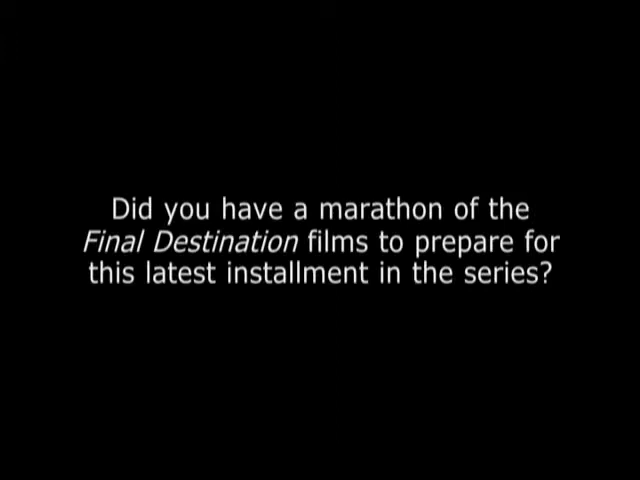 Did you have a marathon of the
Final Destination films to prepare for
this latest installment in the series?